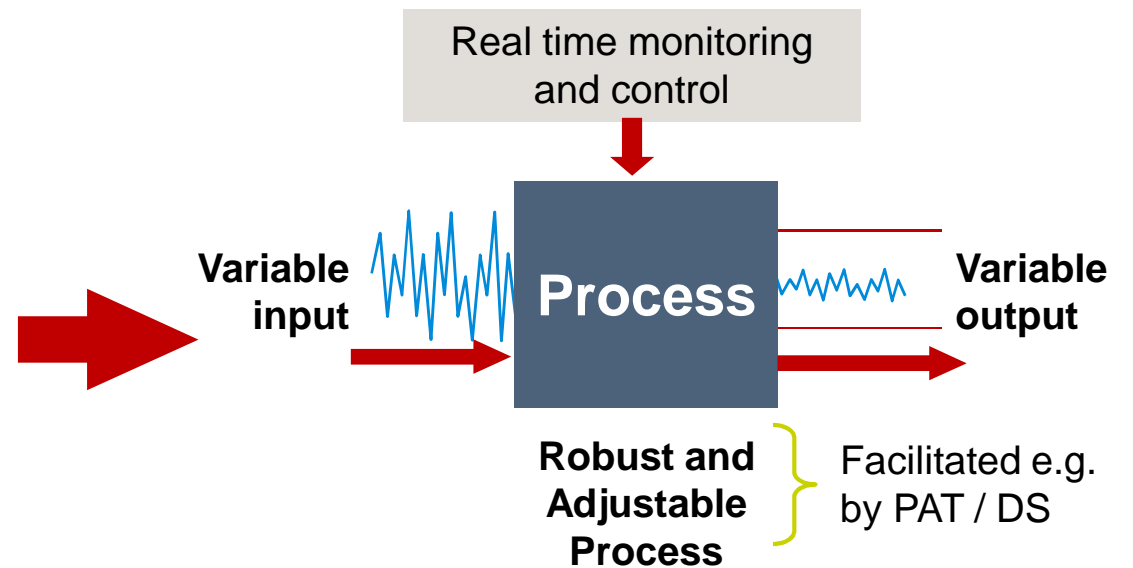 Real time monitoring
and control
Variable
input
Process
Variable
output
Robust and
Adjustable
Process
Facilitated e.g.
by PAT / DS